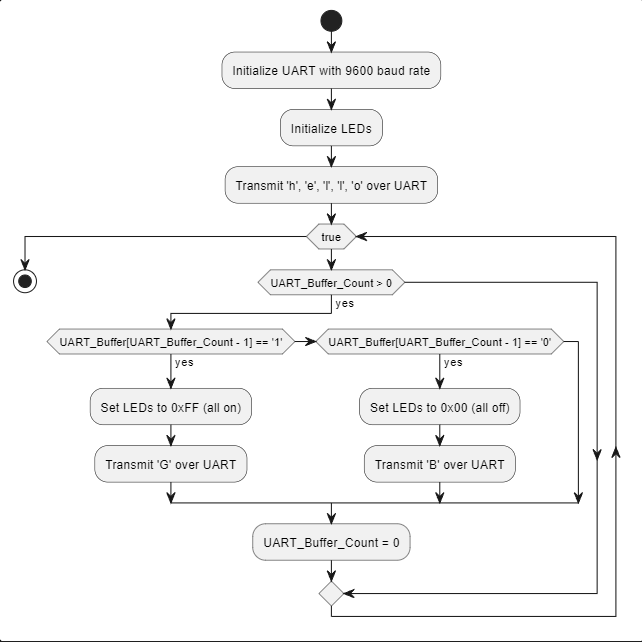 Initialize UART with 9600 baud rate
Initialize LEDs
Transmit 'h', 'e', 'l', 'l', 'o' over UART
true
UART_Buffer_Count > 0
yes
UART_Buffer[UART_Buffer_Count - 1] == '1'
UART_Buffer[UART_Buffer_Count - 1] == '0'
yes
yes
Set LEDs to 0xFF (all on)
Set LEDs to 0x00 (all off)
Transmit 'G' over UART
Transmit 'B' over UART
UART_Buffer_Count = 0